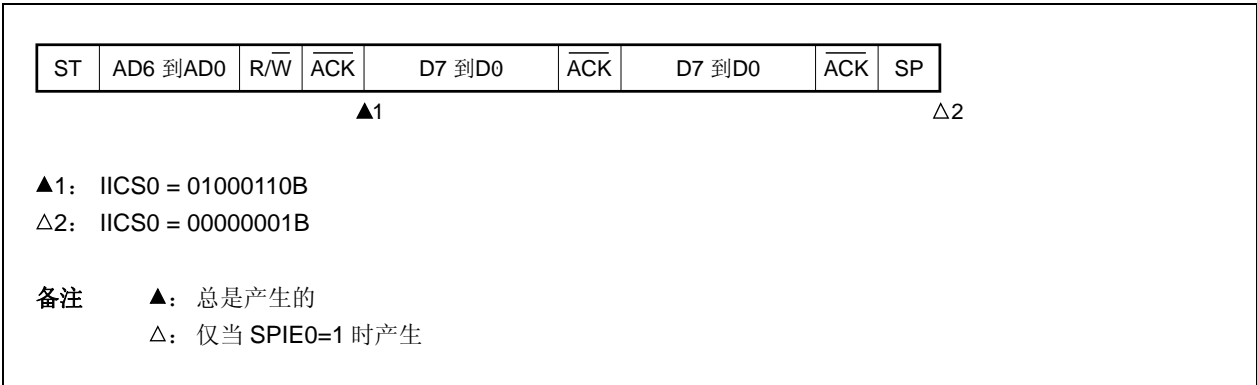 ST AD6 到AD0 R/W ACK D7 到D0 ACK D7 到D0 ACK SP
▲1 △2
▲1： IICS0 = 01000110B
△2： IICS0 = 00000001B
备注 ▲： 总是产生的
△： 仅当 SPIE0=1 时产生